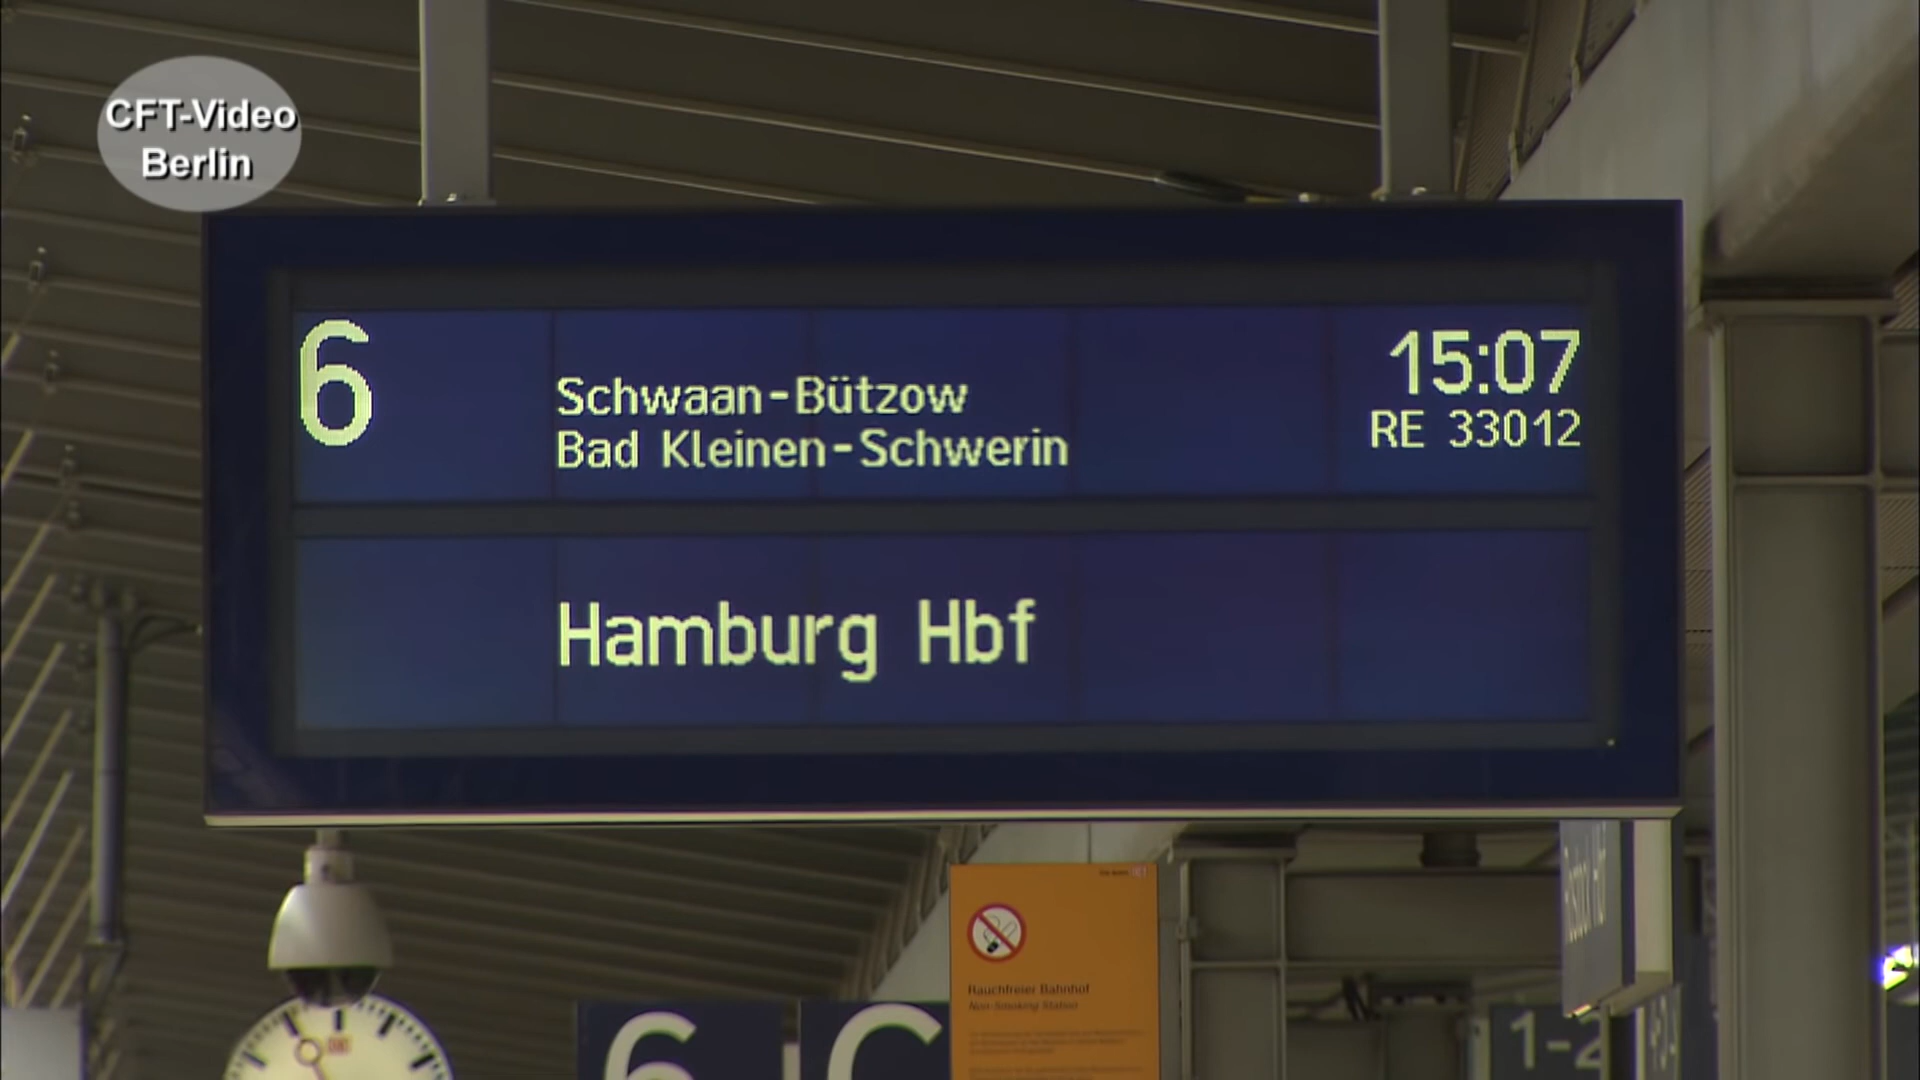 CFT-Video
Berlin
6
15:07
Schwaan-Bützow
RE 33012
Bad Kleinen-Schwerin
Hamburg Hbf
Rauchfreier Bahnhof
Non-Smoking Station
6
C
1-2